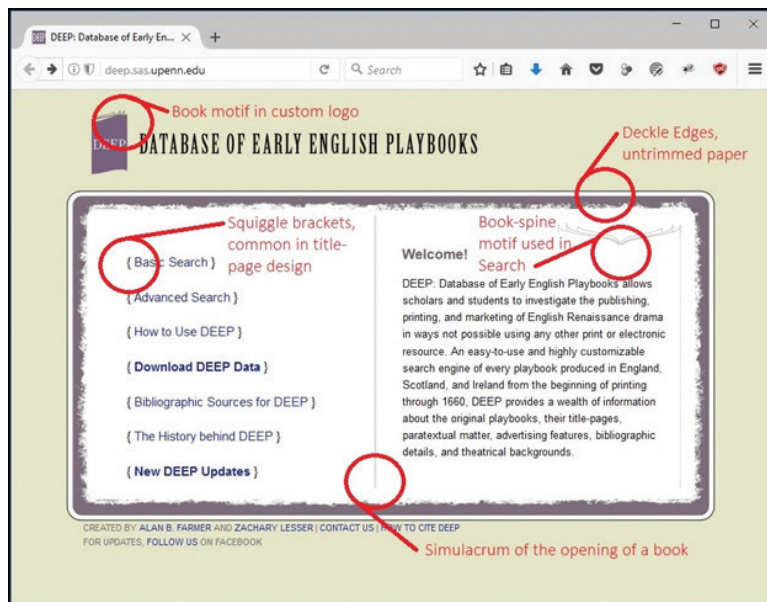 DEEP: Database of Early En...
deep.sas.upenn.edu
Search
Book motif in custom logo
DEEP
DATABASE OF EARLY ENGLISH PLAYBOOKS
Deckle Edges,
untrimmed paper
Squiggle brackets,
common in title-
page design
{ Basic Search }
{ Advanced Search }
{ How to Use DEEP }
{ Download DEEP Data }
{ Bibliographic Sources for DEEP }
{ The History behind DEEP }
{ New DEEP Updates }
Book-spine
motif used in
Search
Welcome!
DEEP: Database of Early English Playbooks allows
scholars and students to investigate the publishing,
printing, and marketing of English Renaissance drama
in ways not possible using any other print or electronic
resource. An easy-to-use and highly customizable
search engine of every playbook produced in England,
Scotland, and Ireland from the beginning of printing
through 1660, DEEP provides a wealth of information
about the original playbooks, their title-pages,
paratextual matter, advertising features, bibliographic
details, and theatrical backgrounds.
CREATED BY ALAN B. FARMER AND ZACHARY LESSER | CONTACT US | HOW TO CITE DEEP
FOR UPDATES, FOLLOW US ON FACEBOOK
Simulacrum of the opening of a book